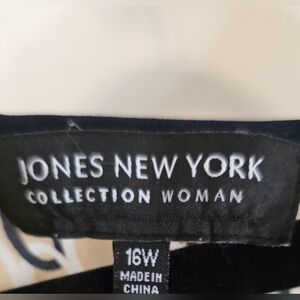 JONES NEW YORK
COLLECTION WOMAN
16W
MADE IN
CHINA